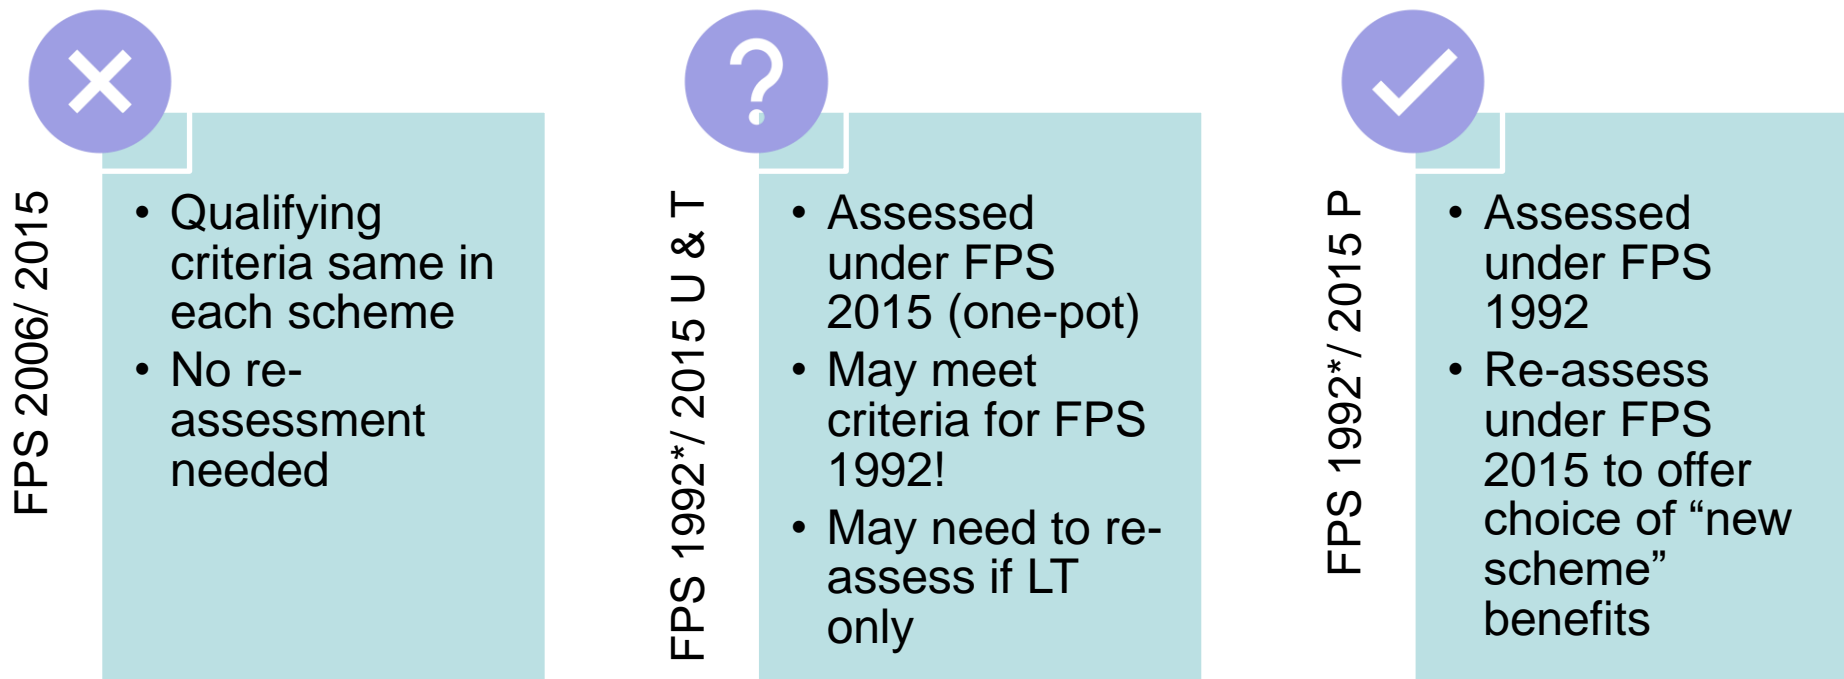 FPS 2006/ 2015
• Qualifying
criteria same in
each scheme
• No re-
assessment
needed
?
FPS 1992*/ 2015 U & T
• Assessed
under FPS
2015 (one-pot)
• May meet
criteria for FPS
1992!
• May need to re-
assess if LT
only
FPS 1992*/ 2015 P
• Assessed
under FPS
1992
• Re-assess
under FPS
2015 to offer
choice of “new
scheme”
benefits